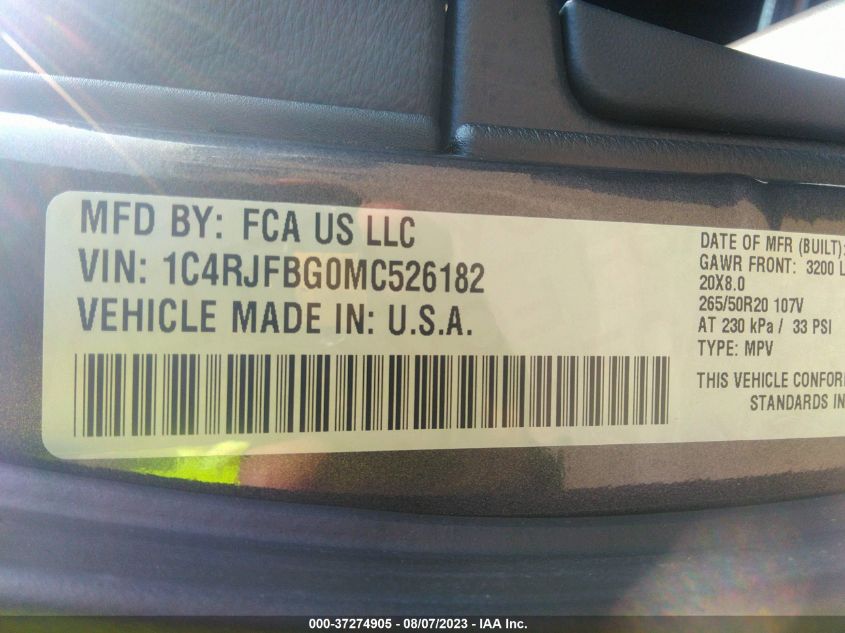 MFD BY: FCA US LLC
VIN: 1C4RJFBG0MC526182
VEHICLE MADE IN: U.S.A.
DATE OF MFR (BUILT):
GAWR FRONT: 3200 L
20X8.0
265/50R20 107V
AT 230 kPa / 33 PSI
TYPE: MPV
THIS VEHICLE CONFOR
STANDARDS IN
000-37274905 - 08/07/2023 - IAA Inc.